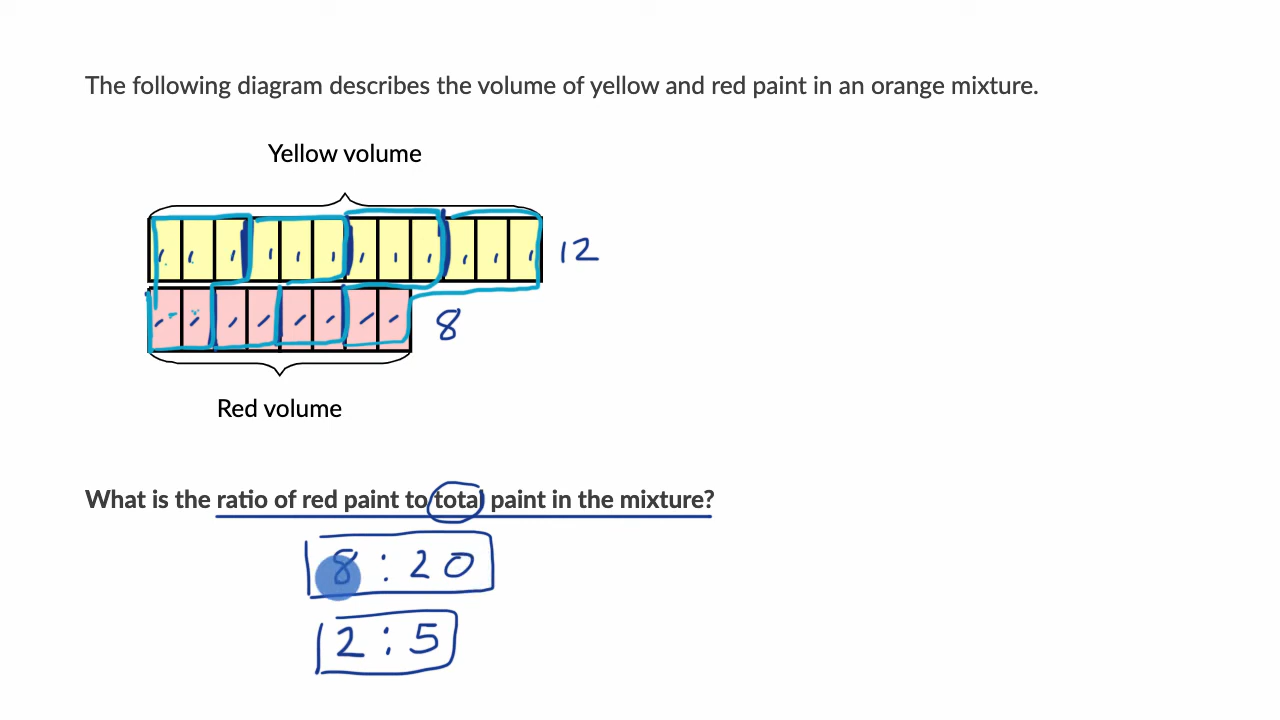 The following diagram describes the volume of yellow and red paint in an orange mixture.
Yellow volume
12
8
Red volume
What is the ratio of red paint to total paint in the mixture?
8 : 20
2 : 5